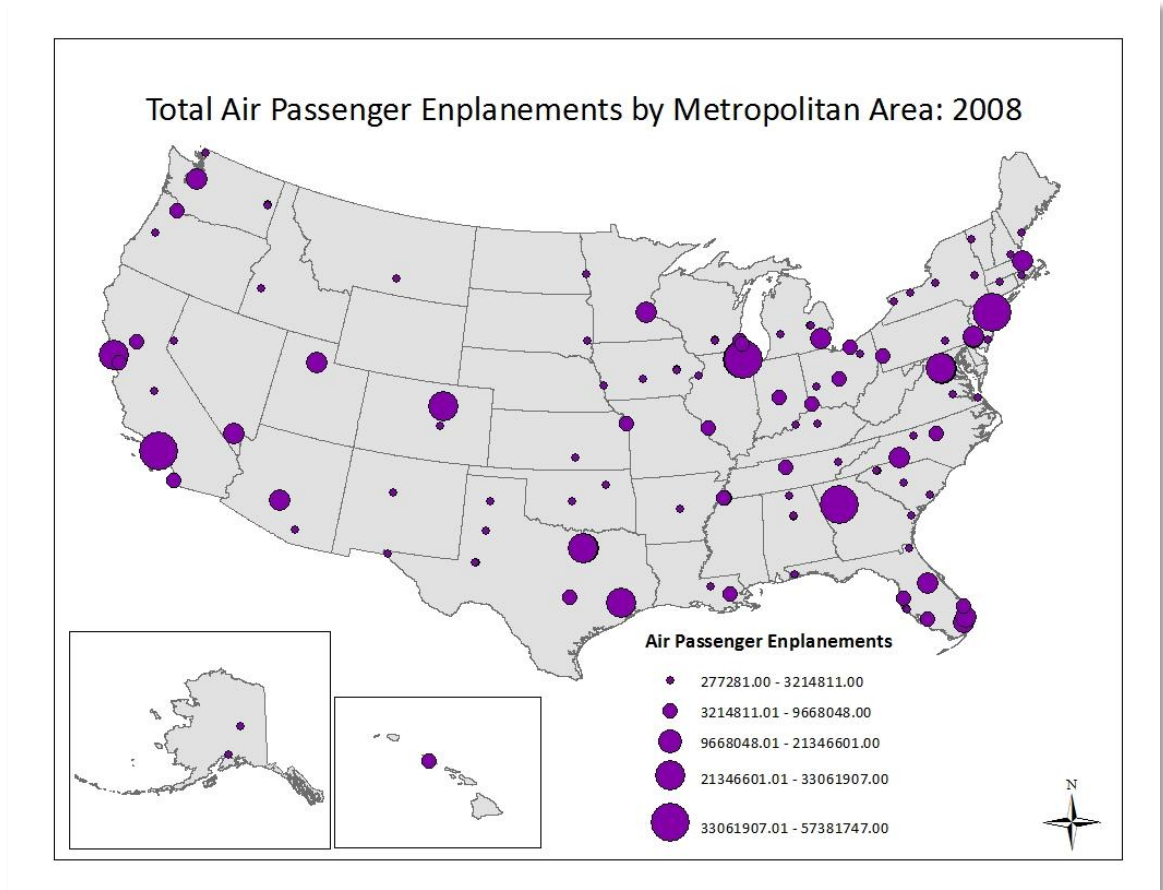 Total Air Passenger Enplanements by Metropolitan Area: 2008
Air Passenger Enplanements
277281.00 - 3214811.00
3214811.01 - 9668048.00
9668048.01 - 21346601.00
21346601.01 - 33061907.00
33061907.01 - 57381747.00
N